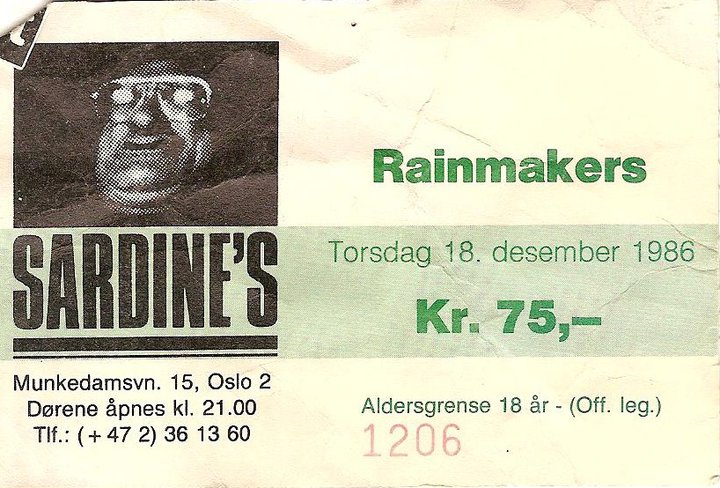 SARDINE'S
Munkedamsvn. 15, Oslo 2
Dørene åpnes kl. 21.00
Tlf.: (+47 2) 36 13 60
Rainmakers
Torsdag 18. desember 1986
Kr. 75,–
Aldersgrense 18 år - (Off. leg.)
1206